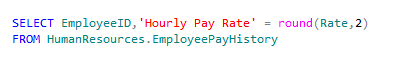 SELECT EmployeeID,'Hourly Pay Rate' = round(Rate,2)
FROM HumanResources.EmployeePayHistory